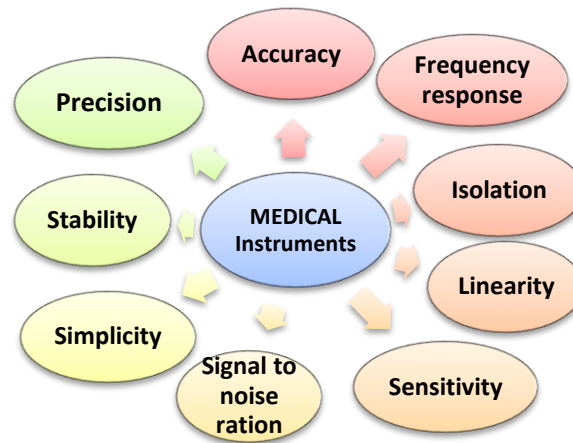 Accuracy
Frequency
response
Precision
Isolation
Stability
MEDICAL
Instruments
Linearity
Simplicity
Signal to
noise
ration
Sensitivity